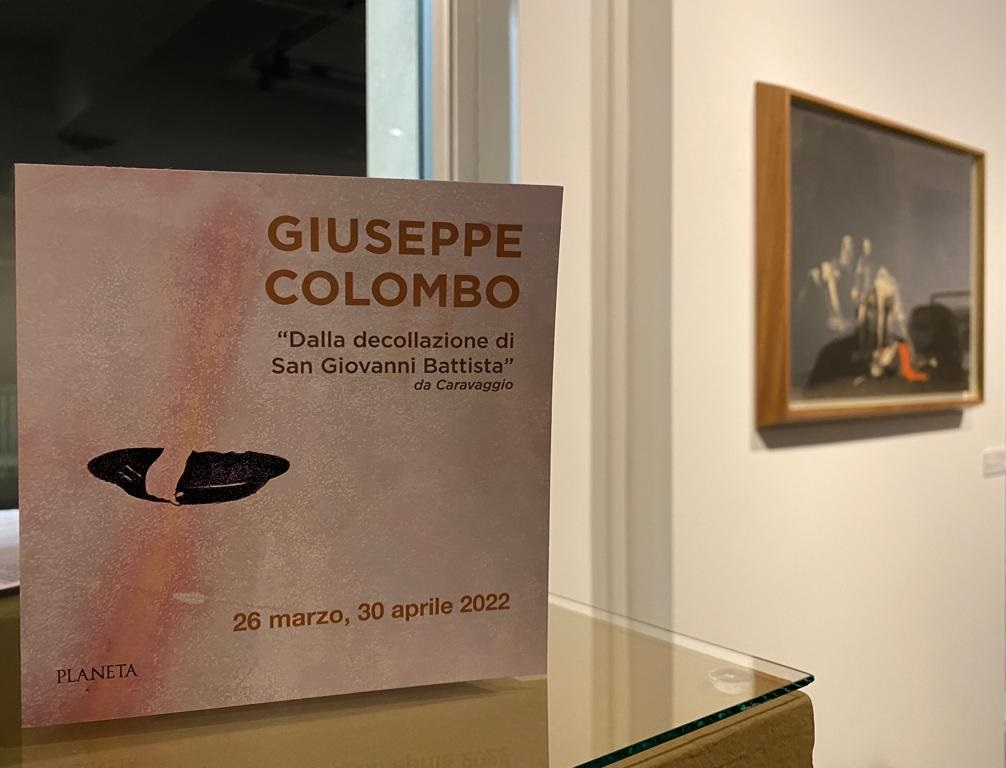 GIUSEPPE
COLOMBO
“Dalla decollazione di
San Giovanni Battista”
da Caravaggio
26 marzo, 30 aprile 2022
PLANETA